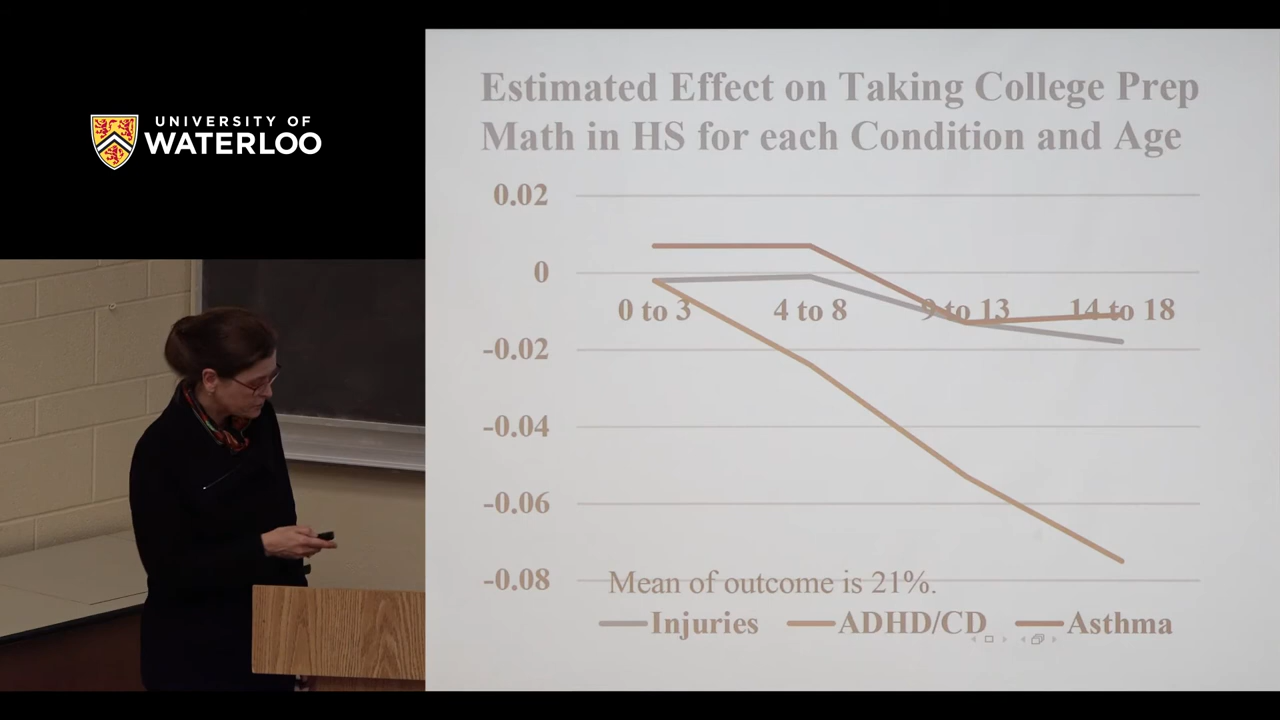 UNIVERSITY OF
WATERLOO
Estimated Effect on Taking College Prep
Math in HS for each Condition and Age
0.02
0
0 to 3 4 to 8 9 to 13 14 to 18
-0.02
-0.04
-0.06
-0.08
Mean of outcome is 21%.
Injuries ADHD/CD Asthma